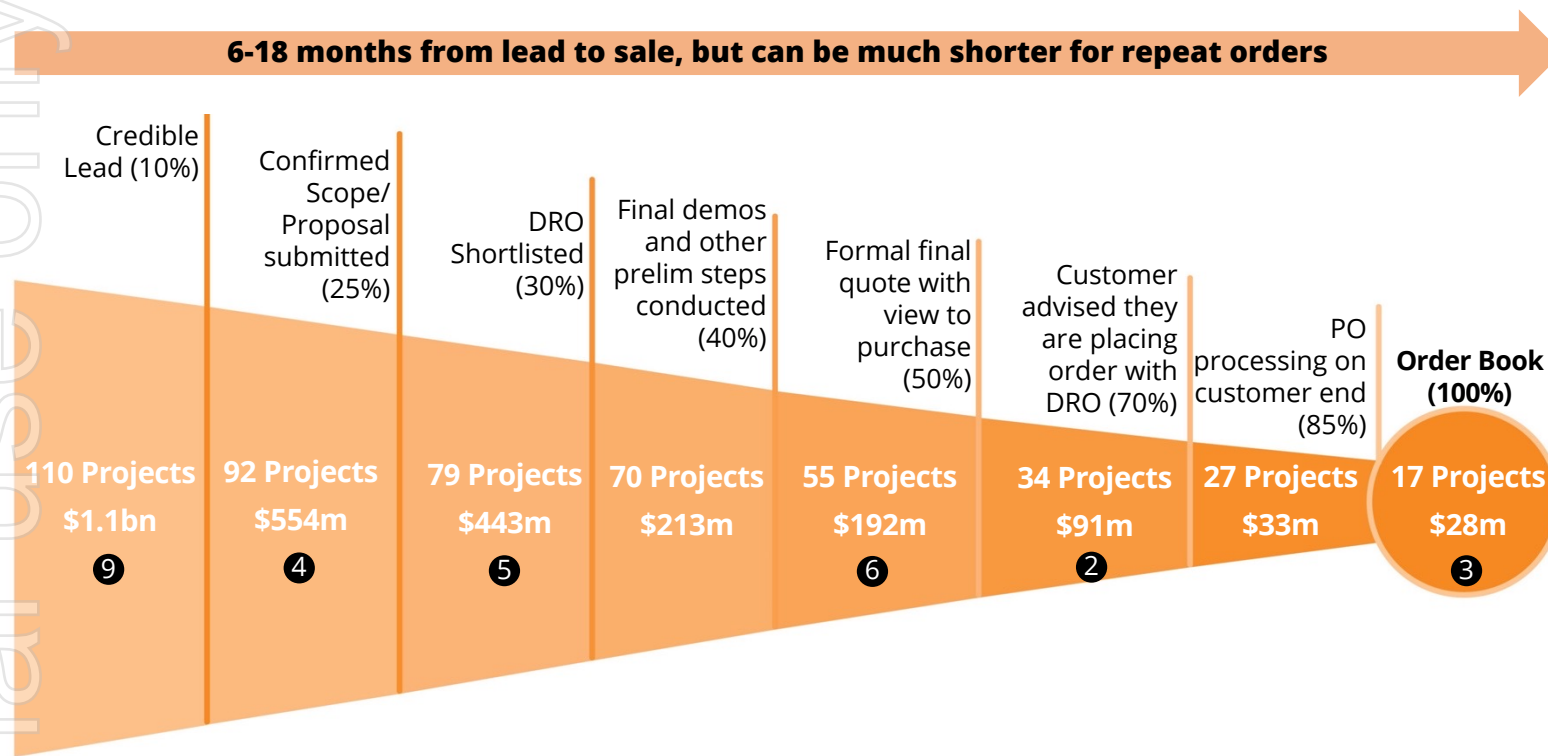 6-18 months from lead to sale, but can be much shorter for repeat orders
Credible
Lead (10%)
Confirmed
Scope/
Proposal
submitted
(25%)
DRO
Shortlisted
(30%)
Final demos
and other
prelim steps
conducted
(40%)
Formal final
quote with
view to
purchase
(50%)
Customer
advised they
are placing
order with
DRO (70%)
PO
processing on
customer end
(85%)
Order Book
(100%)
110 Projects
$1.1bn
9
92 Projects
$554m
4
79 Projects
$443m
5
70 Projects
$213m
55 Projects
$192m
6
34 Projects
$91m
2
27 Projects
$33m
17 Projects
$28m
3
use only